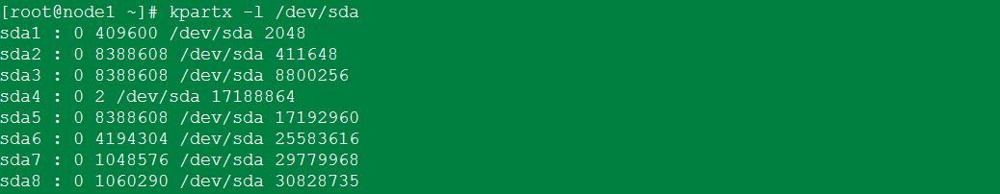 [root@node1 ~]# kpartx -l /dev/sda
sda1 : 0 409600 /dev/sda 2048
sda2 : 0 8388608 /dev/sda 411648
sda3 : 0 8388608 /dev/sda 8800256
sda4 : 0 2 /dev/sda 17188864
sda5 : 0 8388608 /dev/sda 17192960
sda6 : 0 4194304 /dev/sda 25583616
sda7 : 0 1048576 /dev/sda 29779968
sda8 : 0 1060290 /dev/sda 30828735